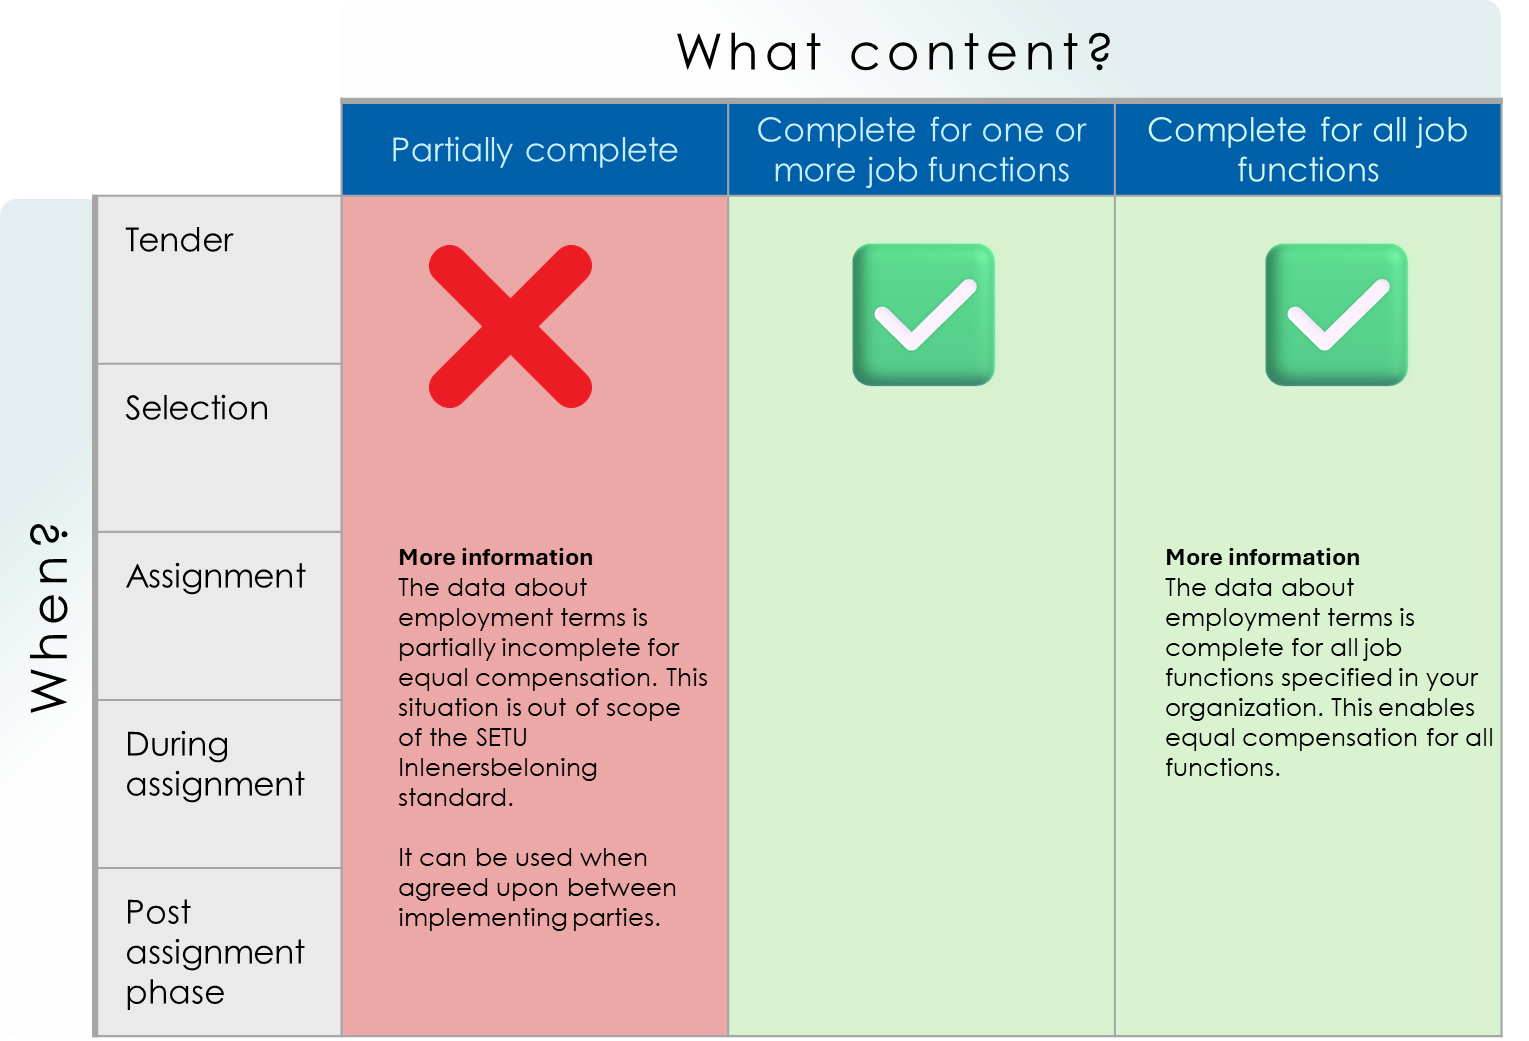 What content?
Partially complete
Complete for one or
more job functions
Complete for all job
functions
When?
Tender
Selection
Assignment
During
assignment
Post
assignment
phase
More information
The data about
employment terms is
partially incomplete for
equal compensation. This
situation is out of scope
of the SETU
Inlenersbeloning
standard.
It can be used when
agreed upon between
implementing parties.
More information
The data about
employment terms is
complete for all job
functions specified in your
organization. This enables
equal compensation for all
functions.